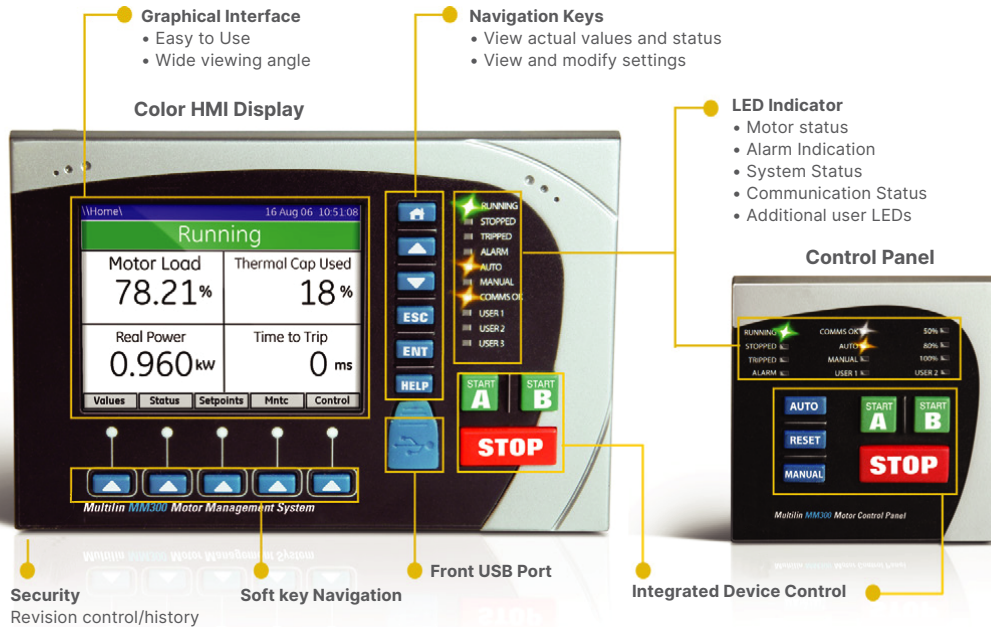 Graphical Interface
• Easy to Use
• Wide viewing angle
Navigation Keys
• View actual values and status
• View and modify settings
Color HMI Display
LED Indicator
• Motor status
• Alarm Indication
• System Status
• Communication Status
• Additional user LEDs
\\Home\
16 Aug 06 10:51:08
Running
Motor Load
78.21%
Thermal Cap Used
18 %
Real Power
0.960 kw
Time to Trip
0 ms
Values Status Setpoints Mntc Control
ESC
ENT
HELP
RUNNING
STOPPED
TRIPPED
ALARM
AUTO
MANUAL
COMMS OK
USER 1
USER 2
USER 3
START
A
START
B
STOP
Multilin MM300 Motor Management System
Control Panel
RUNNING COMMS OK 50%
STOPPED AUTO 80%
TRIPPED MANUAL 100%
ALARM USER 1 USER 2
AUTO
RESET
MANUAL
START
A
START
B
STOP
Multilin MM300 Motor Control Panel
Security
Revision control/history
Soft key Navigation
Front USB Port
Integrated Device Control